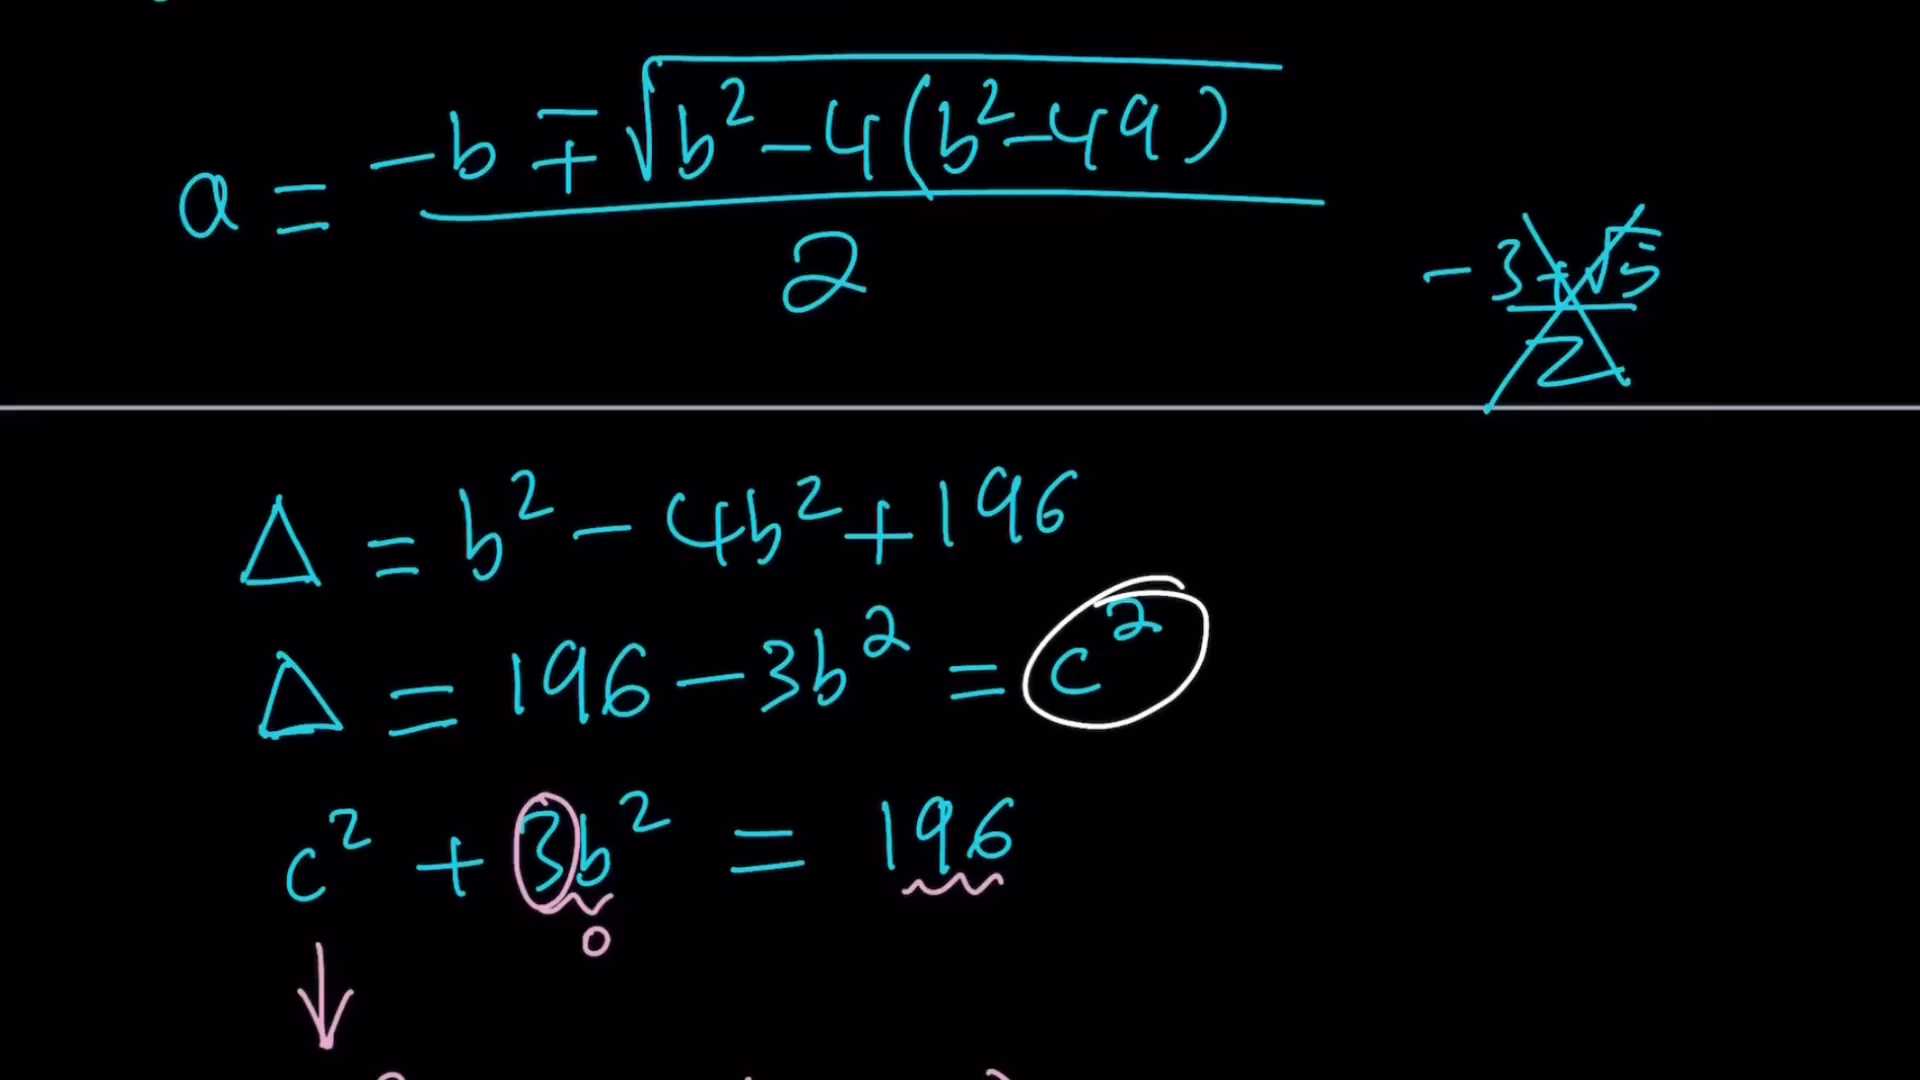 a = (-b ∓ √(b² - 4(b² - 49)))/2
(-3 + √5)/2
Δ = b² - 4b² + 196
Δ = 196 - 3b² = c²
c² + 3b² = 196
0